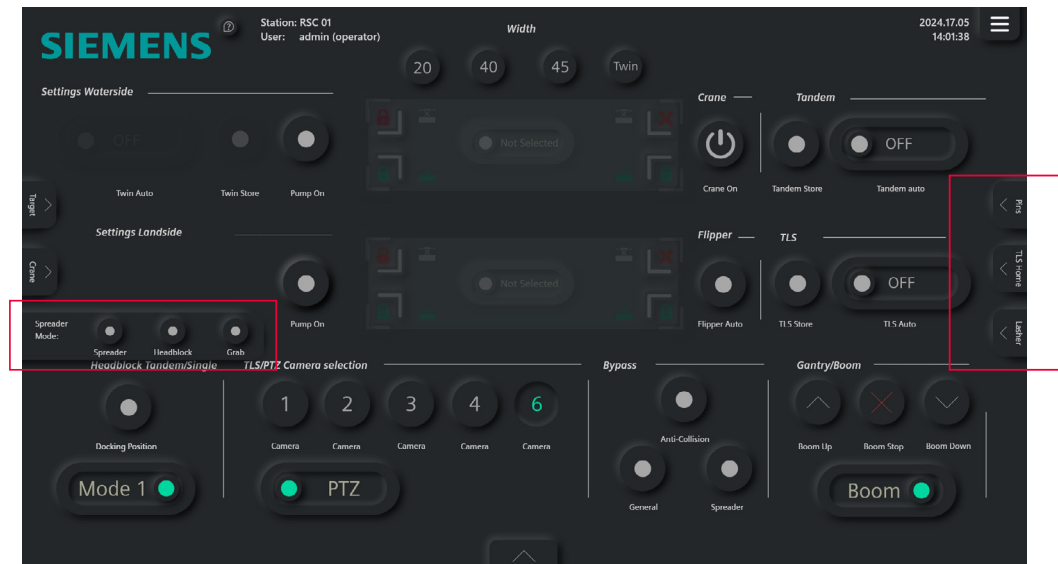 SIEMENS
Station: RSC 01
User: admin (operator)
Width
2024.17.05
14:01:38
20 40 45 Twin
Settings Waterside
Crane
Tandem
OFF
Not Selected
OFF
Twin Auto
Twin Store
Pump On
Crane On
Tandem Store
Tandem auto
Target
Pins
Settings Landside
Flipper
TLS
Crane
TLS Home
Not Selected
OFF
Spreader
Mode:
Spreader
Headblock
Grab
Pump On
Flipper Auto
TLS Store
TLS Auto
Lasher
Headblock Tandem/Single
TLS/PTZ Camera selection
Bypass
Gantry/Boom
1 2 3 4 6
Docking Position
Camera Camera Camera Camera Camera
Anti-Collision
Boom Up
Boom Stop
Boom Down
Mode 1
PTZ
General
Spreader
Boom